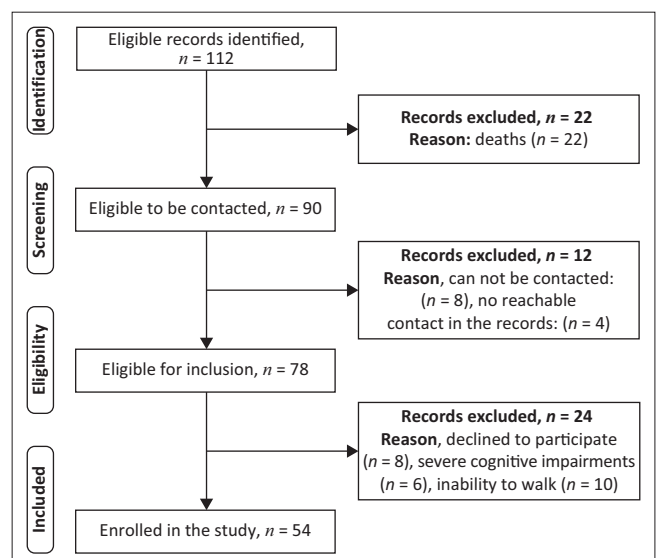 Identification
Eligible records identified,
n = 112
Records excluded, n = 22
Reason: deaths (n = 22)
Screening
Eligible to be contacted, n = 90
Records excluded, n = 12
Reason, can not be contacted:
(n = 8), no reachable
contact in the records: (n = 4)
Eligibility
Eligible for inclusion, n = 78
Records excluded, n = 24
Reason, declined to participate
(n = 8), severe cognitive impairments
(n = 6), inability to walk (n = 10)
Included
Enrolled in the study, n = 54